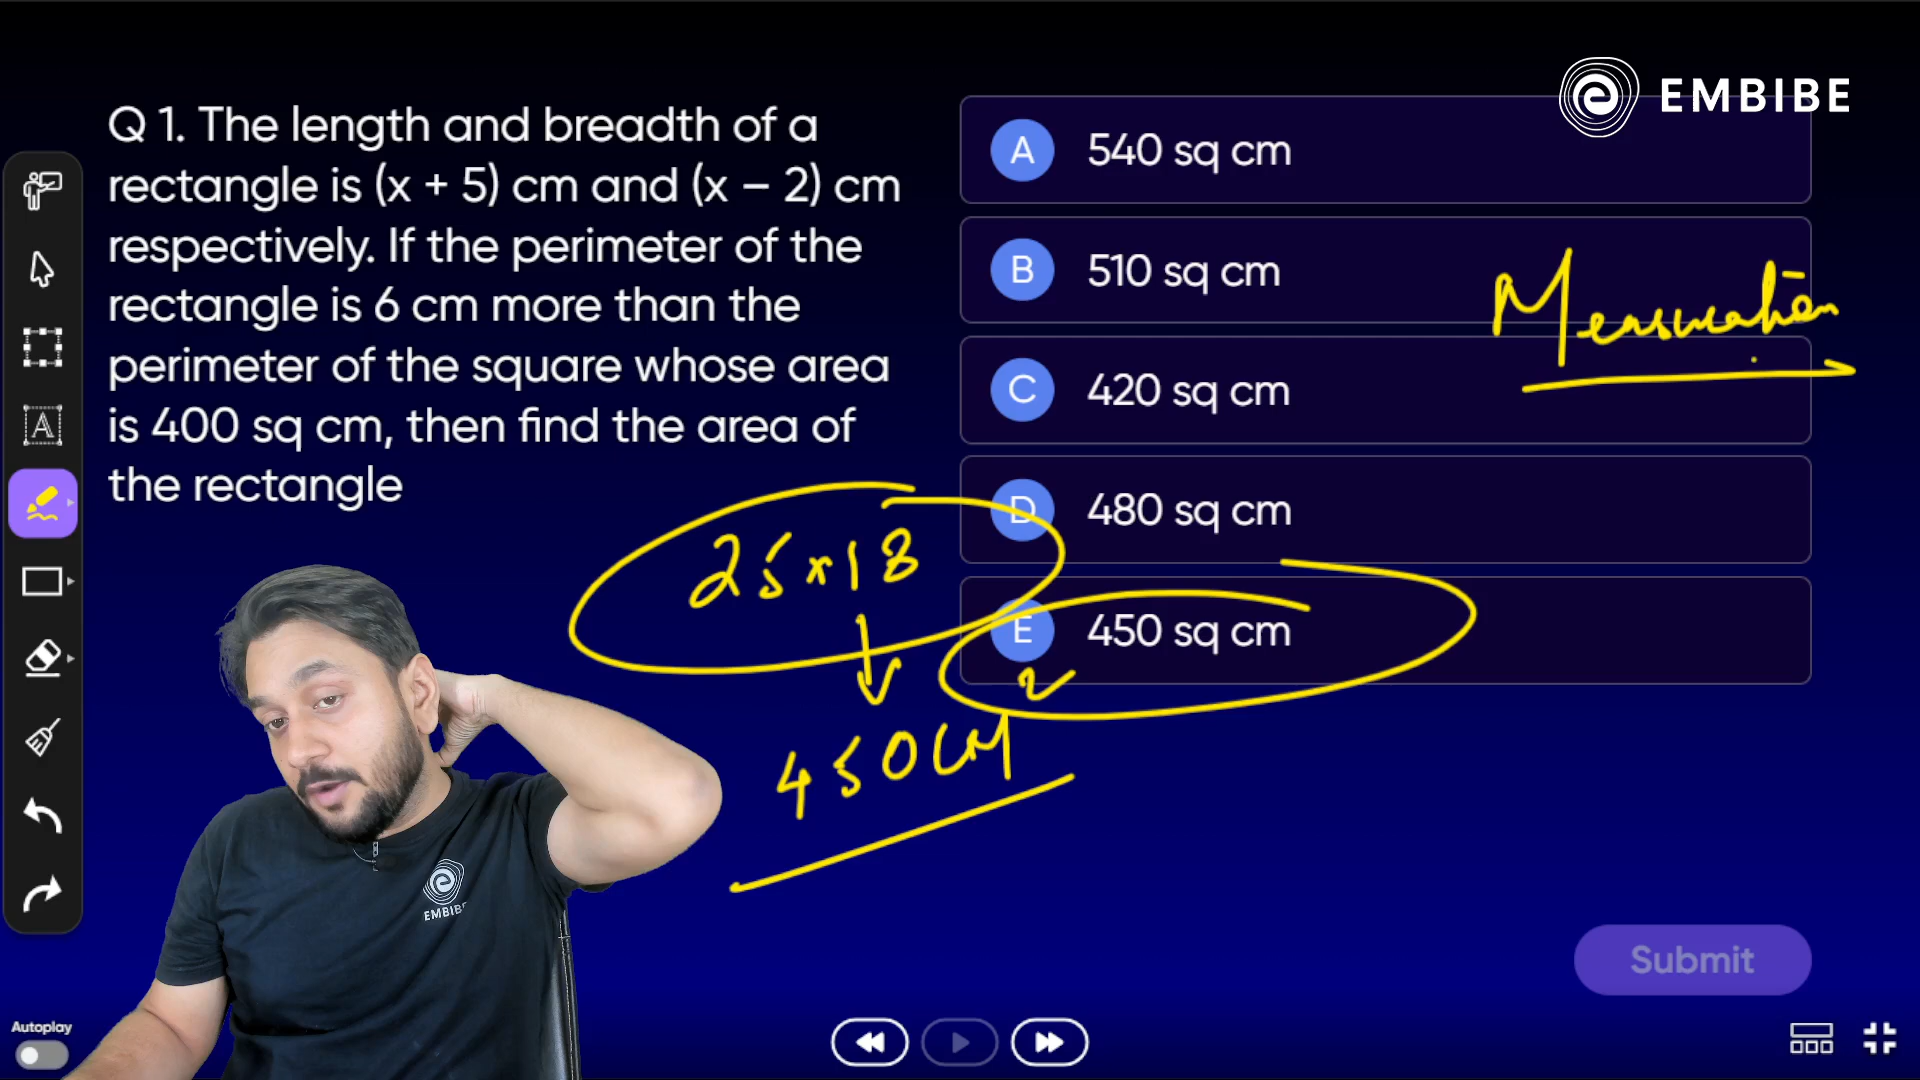 EMBIBE
Q 1. The length and breadth of a
rectangle is (x + 5) cm and (x – 2) cm
respectively. If the perimeter of the
rectangle is 6 cm more than the
perimeter of the square whose area
is 400 sq cm, then find the area of
the rectangle
A 540 sq cm
B 510 sq cm
C 420 sq cm
D 480 sq cm
E 450 sq cm
Mensuration
25×18
450 cm²
A
EMBIBE
Submit
Autoplay